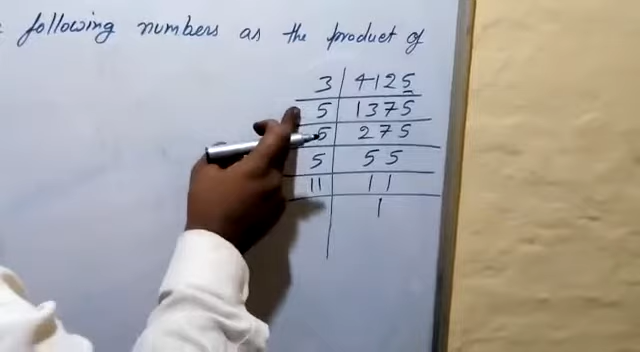 following numbers as the product of
3 | 4125
5 | 1375
5 | 275
5 | 55
11 | 11
1